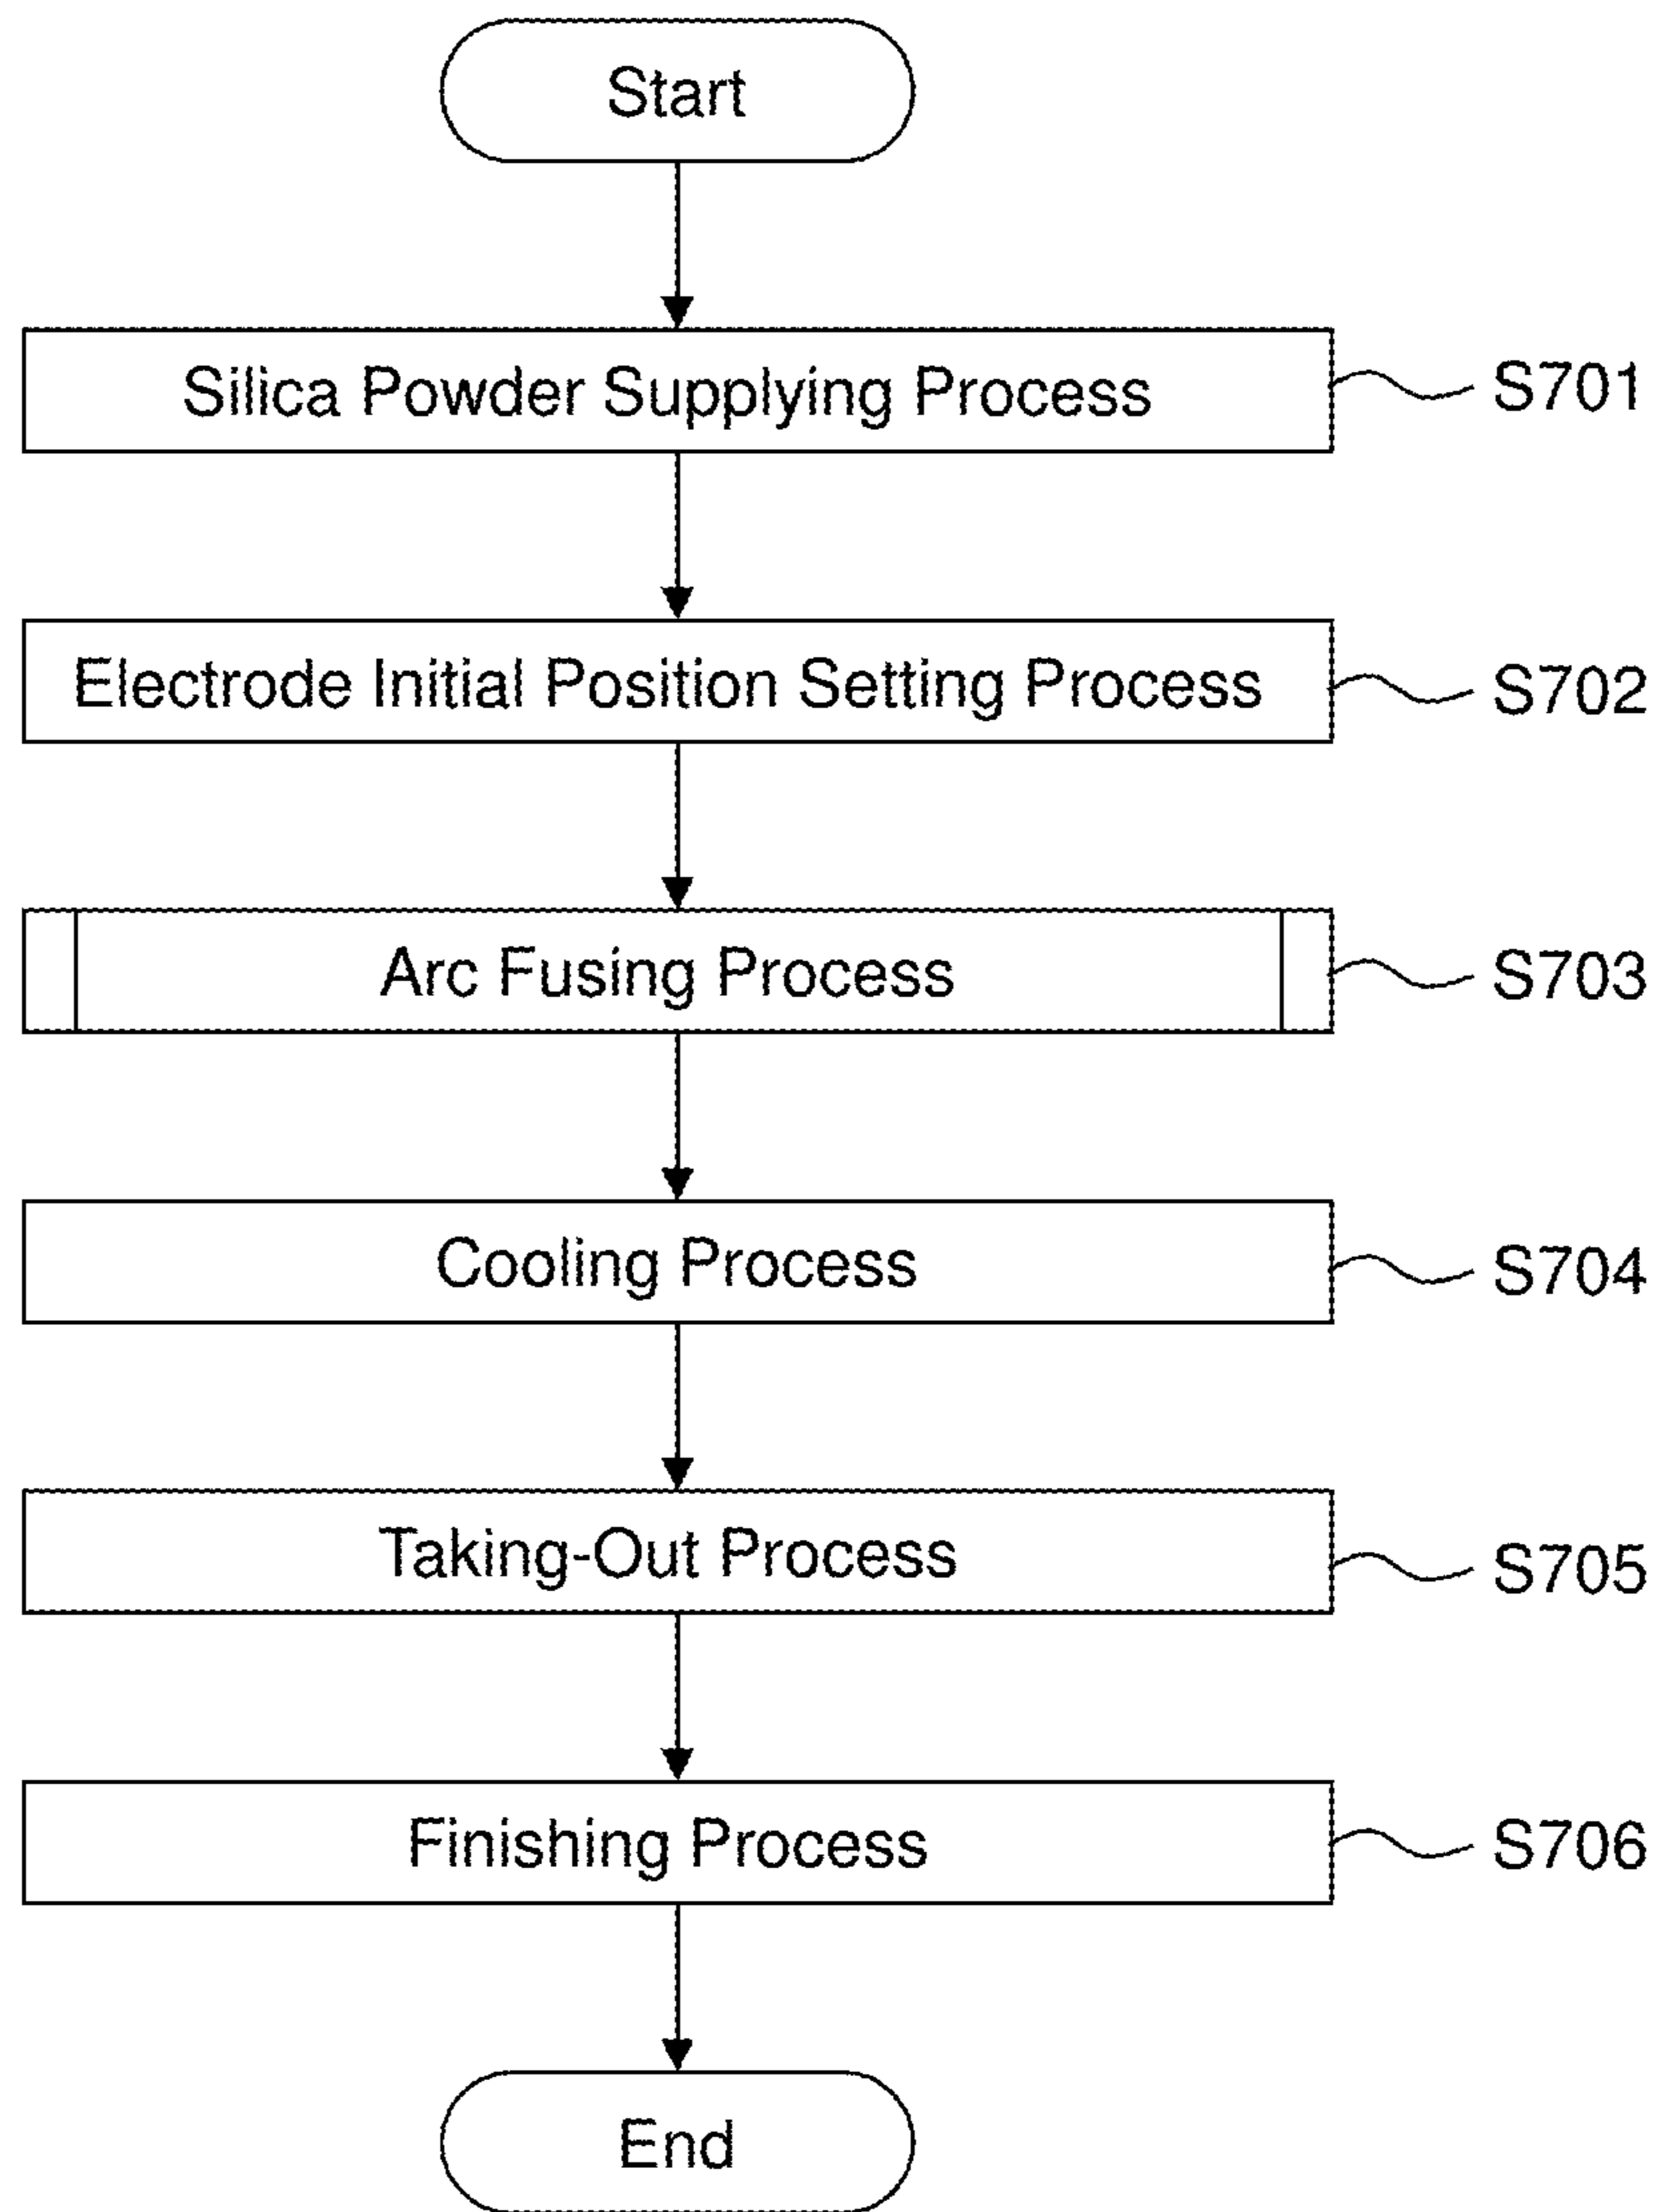 Start
Silica Powder Supplying Process S701
Electrode Initial Position Setting Process S702
Arc Fusing Process S703
Cooling Process S704
Taking-Out Process S705
Finishing Process S706
End